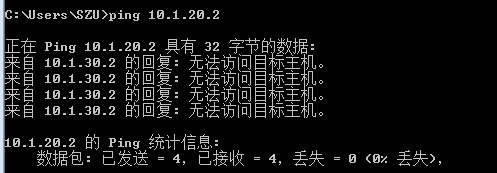 C:\Users\SZU>ping 10.1.20.2
正在 Ping 10.1.20.2 具有 32 字节的数据:
来自 10.1.30.2 的回复: 无法访问目标主机。
来自 10.1.30.2 的回复: 无法访问目标主机。
来自 10.1.30.2 的回复: 无法访问目标主机。
来自 10.1.30.2 的回复: 无法访问目标主机。
10.1.20.2 的 Ping 统计信息:
数据包: 已发送 = 4, 已接收 = 4, 丢失 = 0 (0% 丢失),